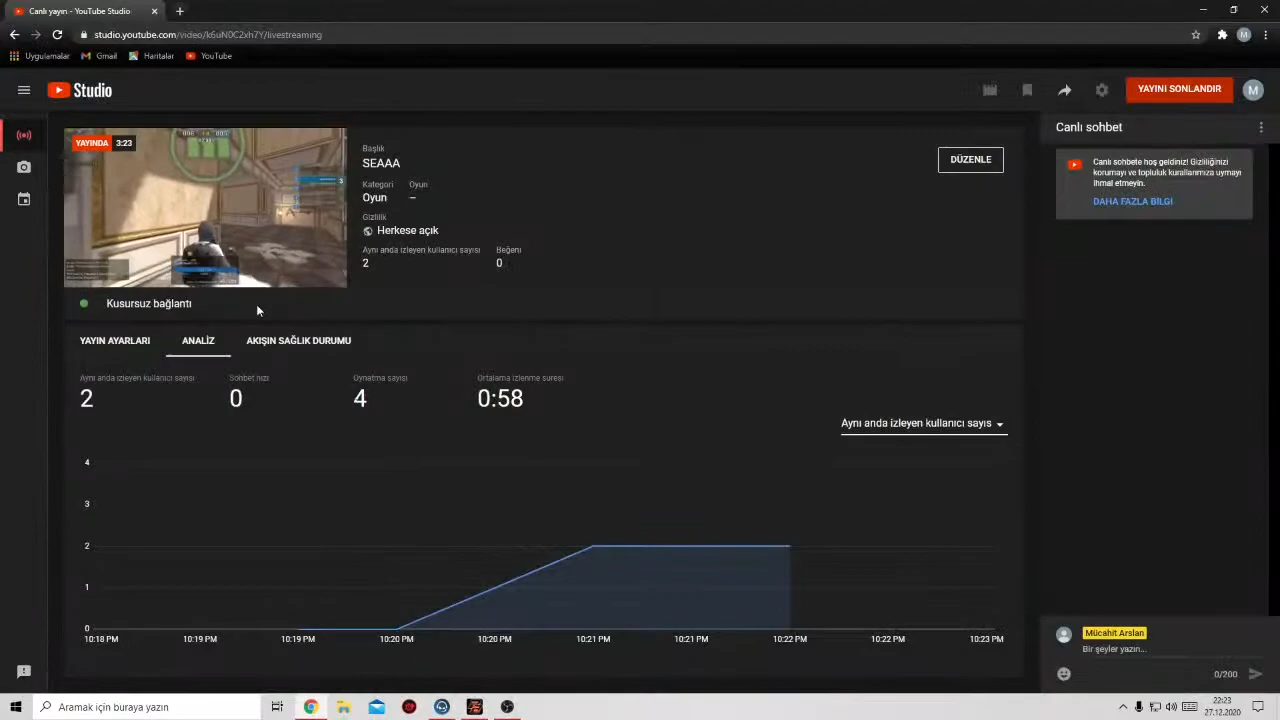 Canlı yayın - YouTube Studio
studio.youtube.com/video/k6uN0C2xh7Y/livestreaming
Uygulamalar
Gmail
Haritalar
YouTube
Studio
YAYINI SONLANDIR
M
YAYINDA 3:23
Başlık
SEAAA
Kategori Oyun
Oyun –
Gizlilik
Herkese açık
Aynı anda izleyen kullanıcı sayısı Beğeni
2 0
DÜZENLE
Kusursuz bağlantı
YAYIN AYARLARI ANALİZ AKIŞIN SAĞLIK DURUMU
Aynı anda izleyen kullanıcı sayısı Sohbet hızı Oynatma sayısı Ortalama izlenme süresi
2 0 4 0:58
Aynı anda izleyen kullanıcı sayıs
4
3
2
1
0
10:18 PM 10:19 PM 10:19 PM 10:20 PM 10:20 PM 10:21 PM 10:21 PM 10:22 PM 10:22 PM 10:23 PM
Canlı sohbet
Canlı sohbete hoş geldiniz! Gizliliğinizi
korumayı ve topluluk kurallarımıza uymayı
ihmal etmeyin.
DAHA FAZLA BİLGİ
Mücahit Arslan
Bir şeyler yazın...
0/200
Aramak için buraya yazın
22:23
27.12.2020